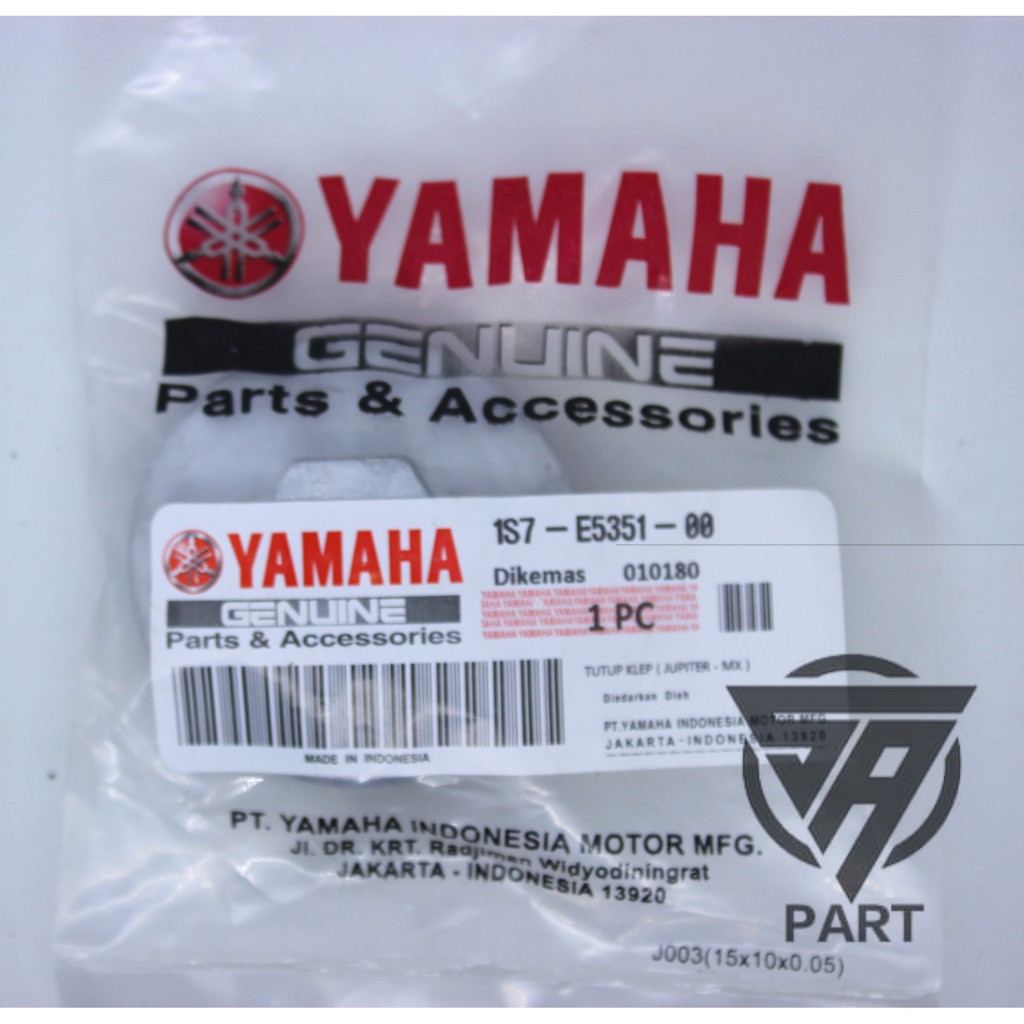 YAMAHA
GENUINE
Parts & Accessories
YAMAHA
GENUINE
Parts & Accessories
MADE IN INDONESIA
1S7 - E5351 - 00
Dikemas 010180
1 PC
TUTUP KLEP ( JUPITER - MX )
Diedarkan Oleh
PT.YAMAHA INDONESIA MOTOR MFG
JAKARTA - INDONESIA 13920
PT. YAMAHA INDONESIA MOTOR MFG.
Jl. DR. KRT. Radjiman Widyodiningrat
JAKARTA - INDONESIA 13920
JA
PART
J003(15x10x0.05)